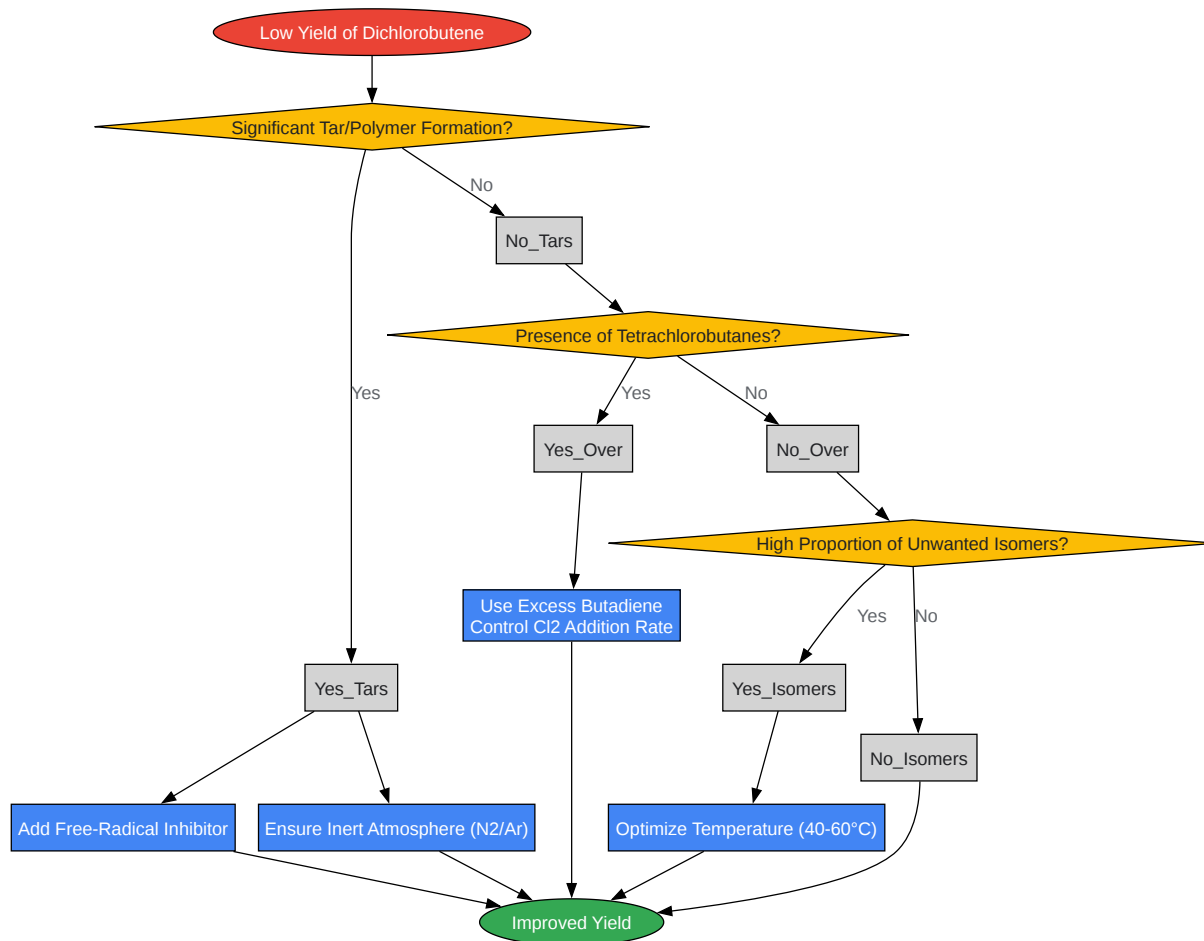 Low Yield of Dichlorobutene
Significant Tar/Polymer Formation?
No
No_Tars
Presence of Tetrachlorobutanes?
Yes
Yes
No
Yes_Over
No_Over
High Proportion of Unwanted Isomers?
Use Excess Butadiene
Control Cl2 Addition Rate
Yes
No
Yes_Tars
Yes_Isomers
No_Isomers
Add Free-Radical Inhibitor
Ensure Inert Atmosphere (N2/Ar)
Optimize Temperature (40-60°C)
Improved Yield